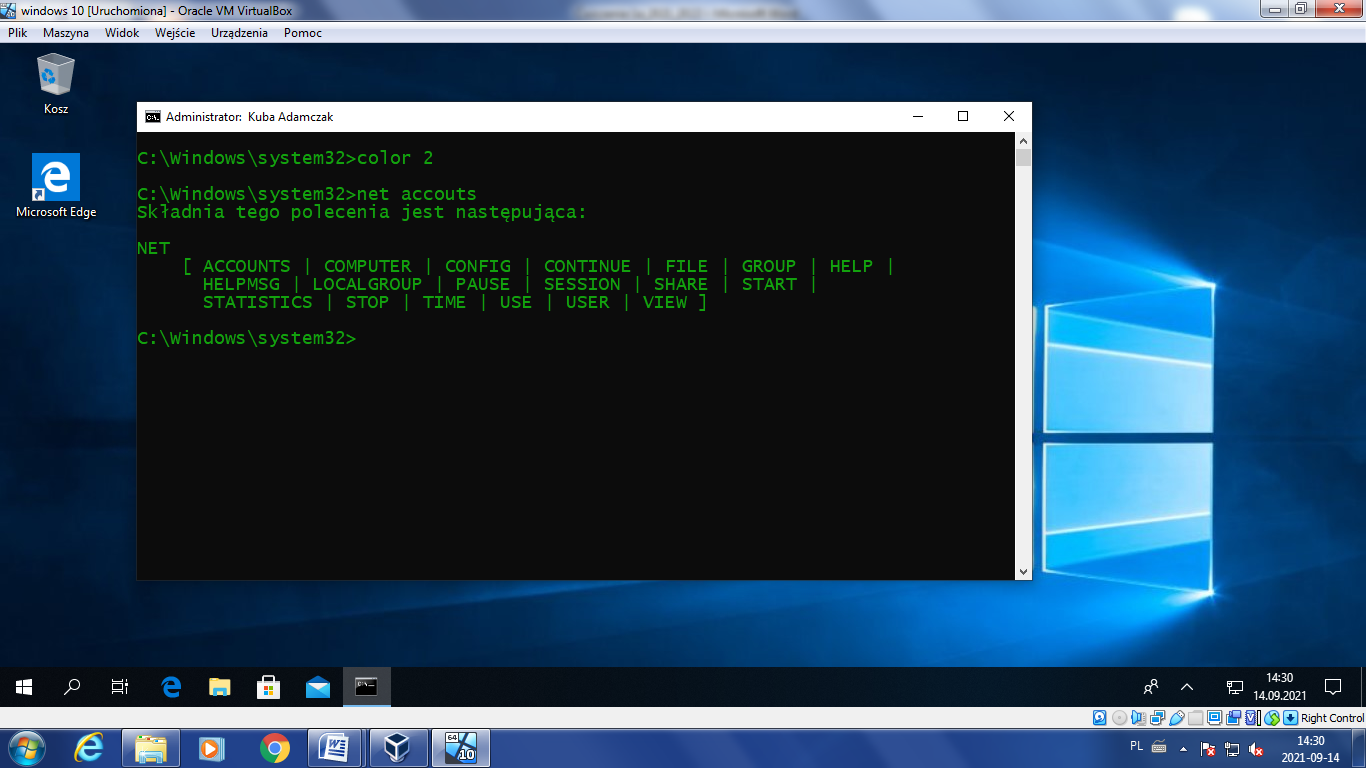 windows 10 [Uruchomiona] - Oracle VM VirtualBox
Plik Maszyna Widok Wejście Urządzenia Pomoc
Kosz
Microsoft Edge
Administrator: Kuba Adamczak
C:\Windows\system32>color 2
C:\Windows\system32>net accouts
Składnia tego polecenia jest następująca:
NET
[ ACCOUNTS | COMPUTER | CONFIG | CONTINUE | FILE | GROUP | HELP |
HELPMSG | LOCALGROUP | PAUSE | SESSION | SHARE | START |
STATISTICS | STOP | TIME | USE | USER | VIEW ]
C:\Windows\system32>
14:30
14.09.2021
Right Control
64
10
PL
14:30
2021-09-14